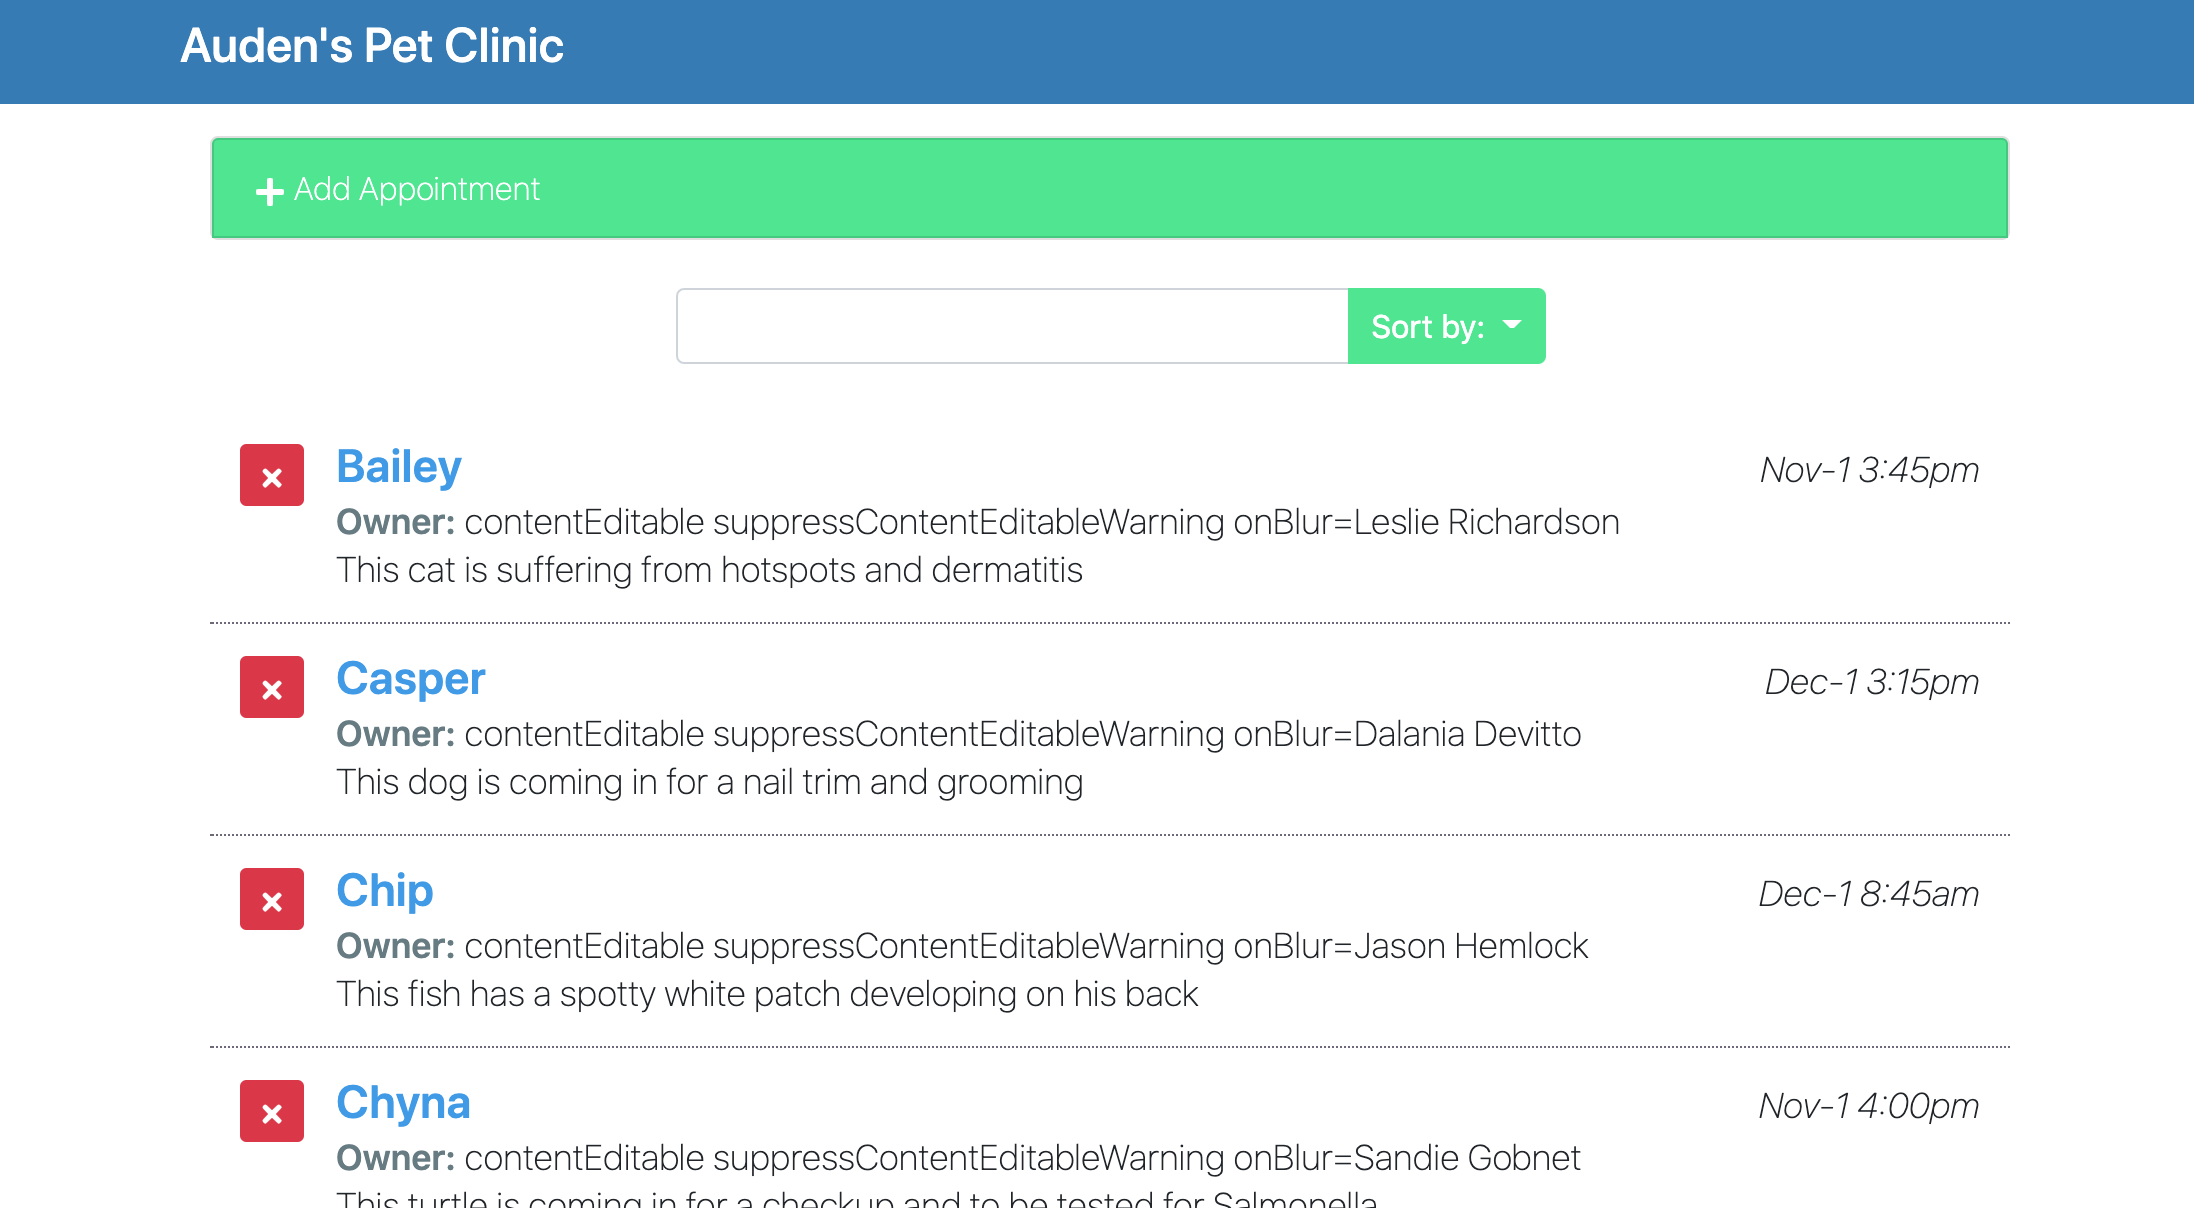 Auden's Pet Clinic
Add Appointment
Sort by:
Bailey
Nov-1 3:45pm
Owner: contentEditable suppressContentEditableWarning onBlur=Leslie Richardson
This cat is suffering from hotspots and dermatitis
Casper
Dec-1 3:15pm
Owner: contentEditable suppressContentEditableWarning onBlur=Dalania Devitto
This dog is coming in for a nail trim and grooming
Chip
Dec-1 8:45am
Owner: contentEditable suppressContentEditableWarning onBlur=Jason Hemlock
This fish has a spotty white patch developing on his back
Chyna
Nov-1 4:00pm
Owner: contentEditable suppressContentEditableWarning onBlur=Sandie Gobnet
This turtle is coming in for a checkup and to be tested for Salmonella